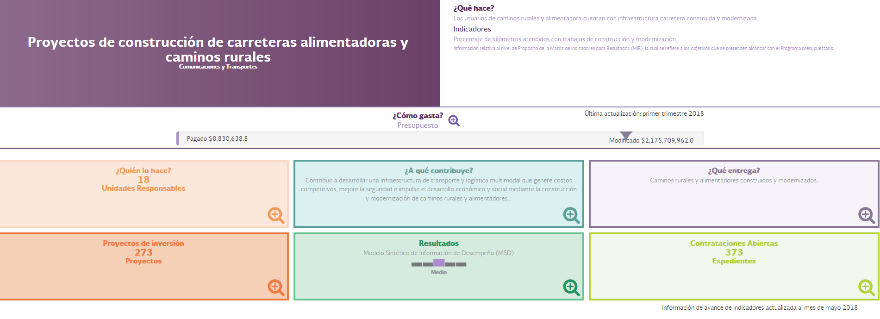 Proyectos de construcción de carreteras alimentadoras y
caminos rurales
Comunicaciones y Transportes
¿Qué hace?
Los usuarios de caminos rurales y alimentadora cuentan con infraestructura carretera construida y modernizada.
Indicadores
Porcentaje de kilómetros atendidos con trabajos de construcción y modernización
Información relativa al nivel de Propósito de la Matriz de Indicadores para Resultados (MIR), la cual se refiere a los objetivos que se pretenden alcanzar con el Programa presupuestado.
¿Cómo gasta?
Presupuesto
Última actualización: primer trimestre 2018
Pagado $8,830,638.8
Modificado $2,175,709,962.0
¿Quién lo hace?
18
Unidades Responsables
¿A qué contribuye?
Contribuir a desarrollar una infraestructura de transporte y logística multimodal que genere costos
competitivos, mejore la seguridad e impulse el desarrollo económico y social mediante la construcción
y modernización de caminos rurales y alimentadores...
¿Qué entrega?
Caminos rurales y alimentadores construidos y modernizados.
Proyectos de inversión
273
Proyectos
Resultados
Modelo Sintético de Información de Desempeño (MSD)
Medio
Contrataciones Abiertas
373
Expedientes
Información de avance de indicadores actualizada al mes de mayo 2018